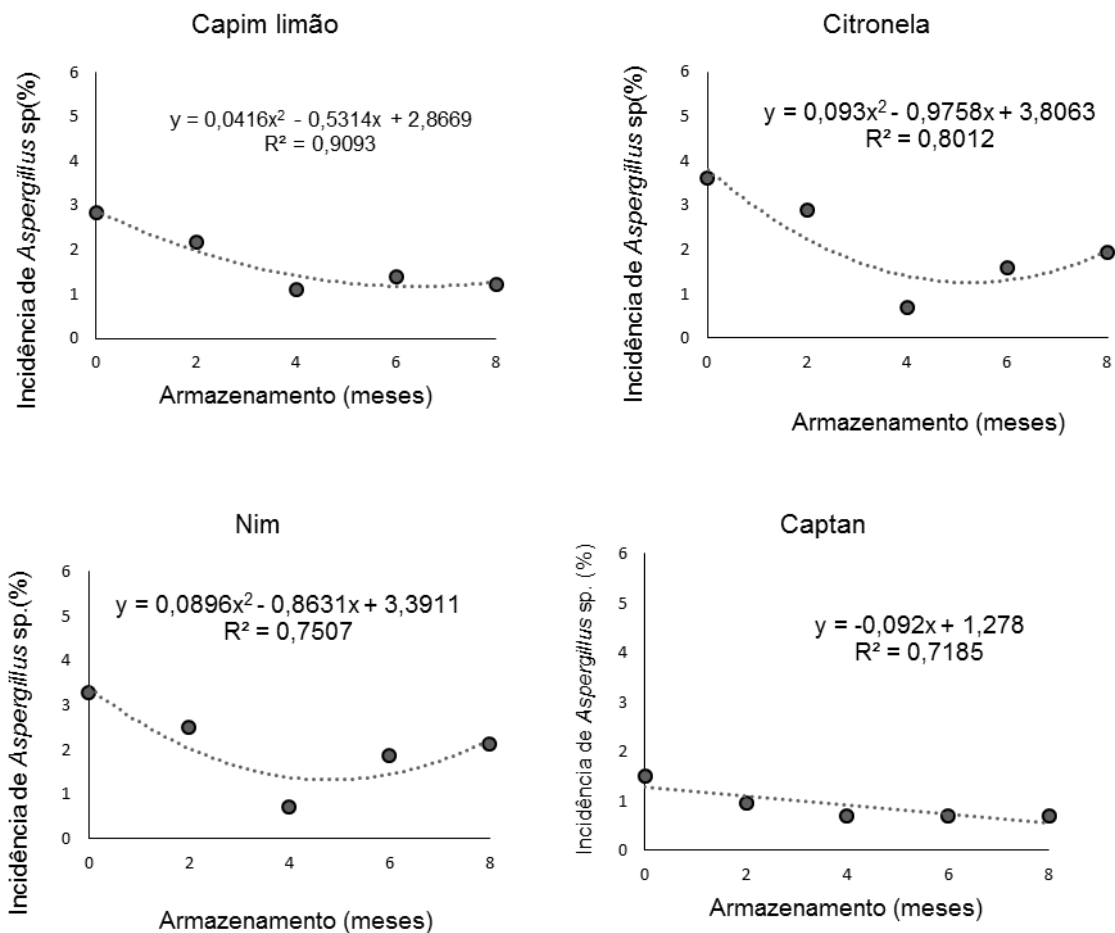 Capim limão
Incidência de Aspergillus sp(%)
6
5
4
3
2
1
0
y = 0,0416x² - 0,5314x + 2,8669
R² = 0,9093
0 2 4 6 8
Armazenamento (meses)
Citronela
Incidência de Aspergillus sp(%)
6
5
4
3
2
1
0
y = 0,093x² - 0,9758x + 3,8063
R² = 0,8012
0 2 4 6 8
Armazenamento (meses)
Nim
Incidência de Aspergillus sp.(%)
6
5
4
3
2
1
0
y = 0,0896x² - 0,8631x + 3,3911
R² = 0,7507
0 2 4 6 8
Armazenamento (meses)
Captan
Incidência de Aspergillus sp. (%)
6
5
4
3
2
1
0
y = -0,092x + 1,278
R² = 0,7185
0 2 4 6 8
Armazenamento (meses)